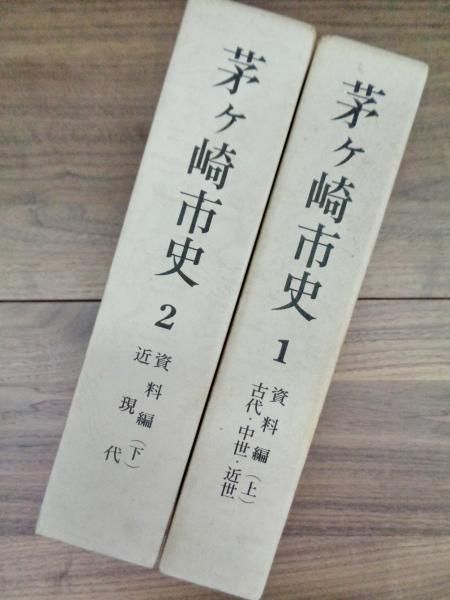 茅ヶ崎市史
1
資料編(上)
古代・中世・近世
茅ヶ崎市史
2
資料編(下)
近現代